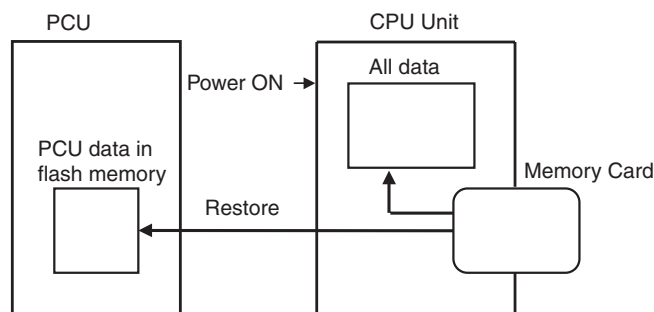 PCU
CPU Unit
Power ON
All data
PCU data in
flash memory
Memory Card
Restore